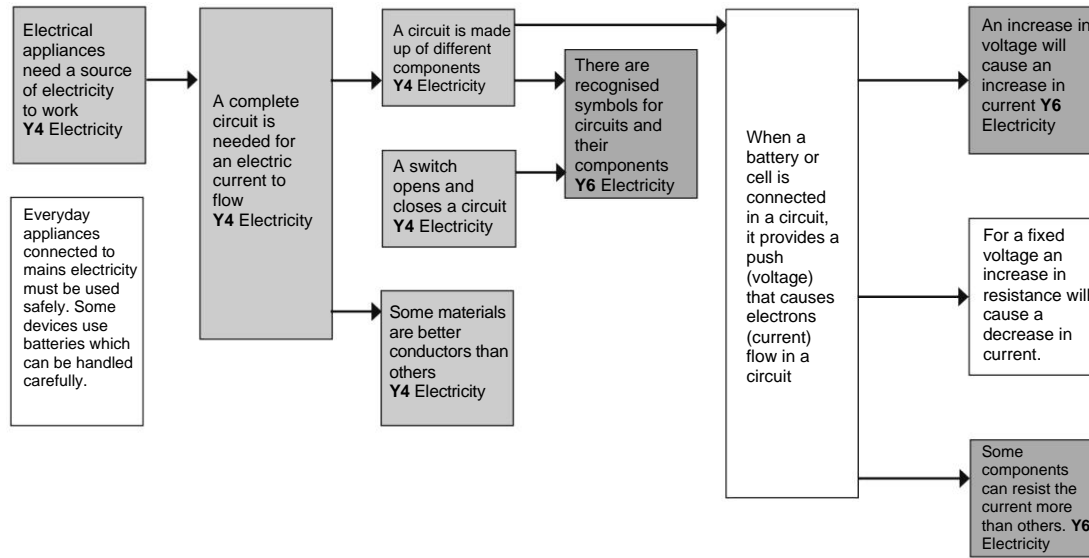 Electrical
appliances
need a source
of electricity
to work
Y4 Electricity
Everyday
appliances
connected to
mains electricity
must be used
safely. Some
devices use
batteries which
can be handled
carefully.
A complete
circuit is
needed for
an electric
current to
flow
Y4 Electricity
A circuit is made
up of different
components
Y4 Electricity
A switch
opens and
closes a circuit
Y4 Electricity
Some materials
are better
conductors than
others
Y4 Electricity
There are
recognised
symbols for
circuits and
their
components
Y6 Electricity
When a
battery or
cell is
connected
in a circuit,
it provides a
push
(voltage)
that causes
electrons
(current)
flow in a
circuit
An increase in
voltage will
cause an
increase in
current Y6
Electricity
For a fixed
voltage an
increase in
resistance will
cause a
decrease in
current.
Some
components
can resist the
current more
than others. Y6
Electricity